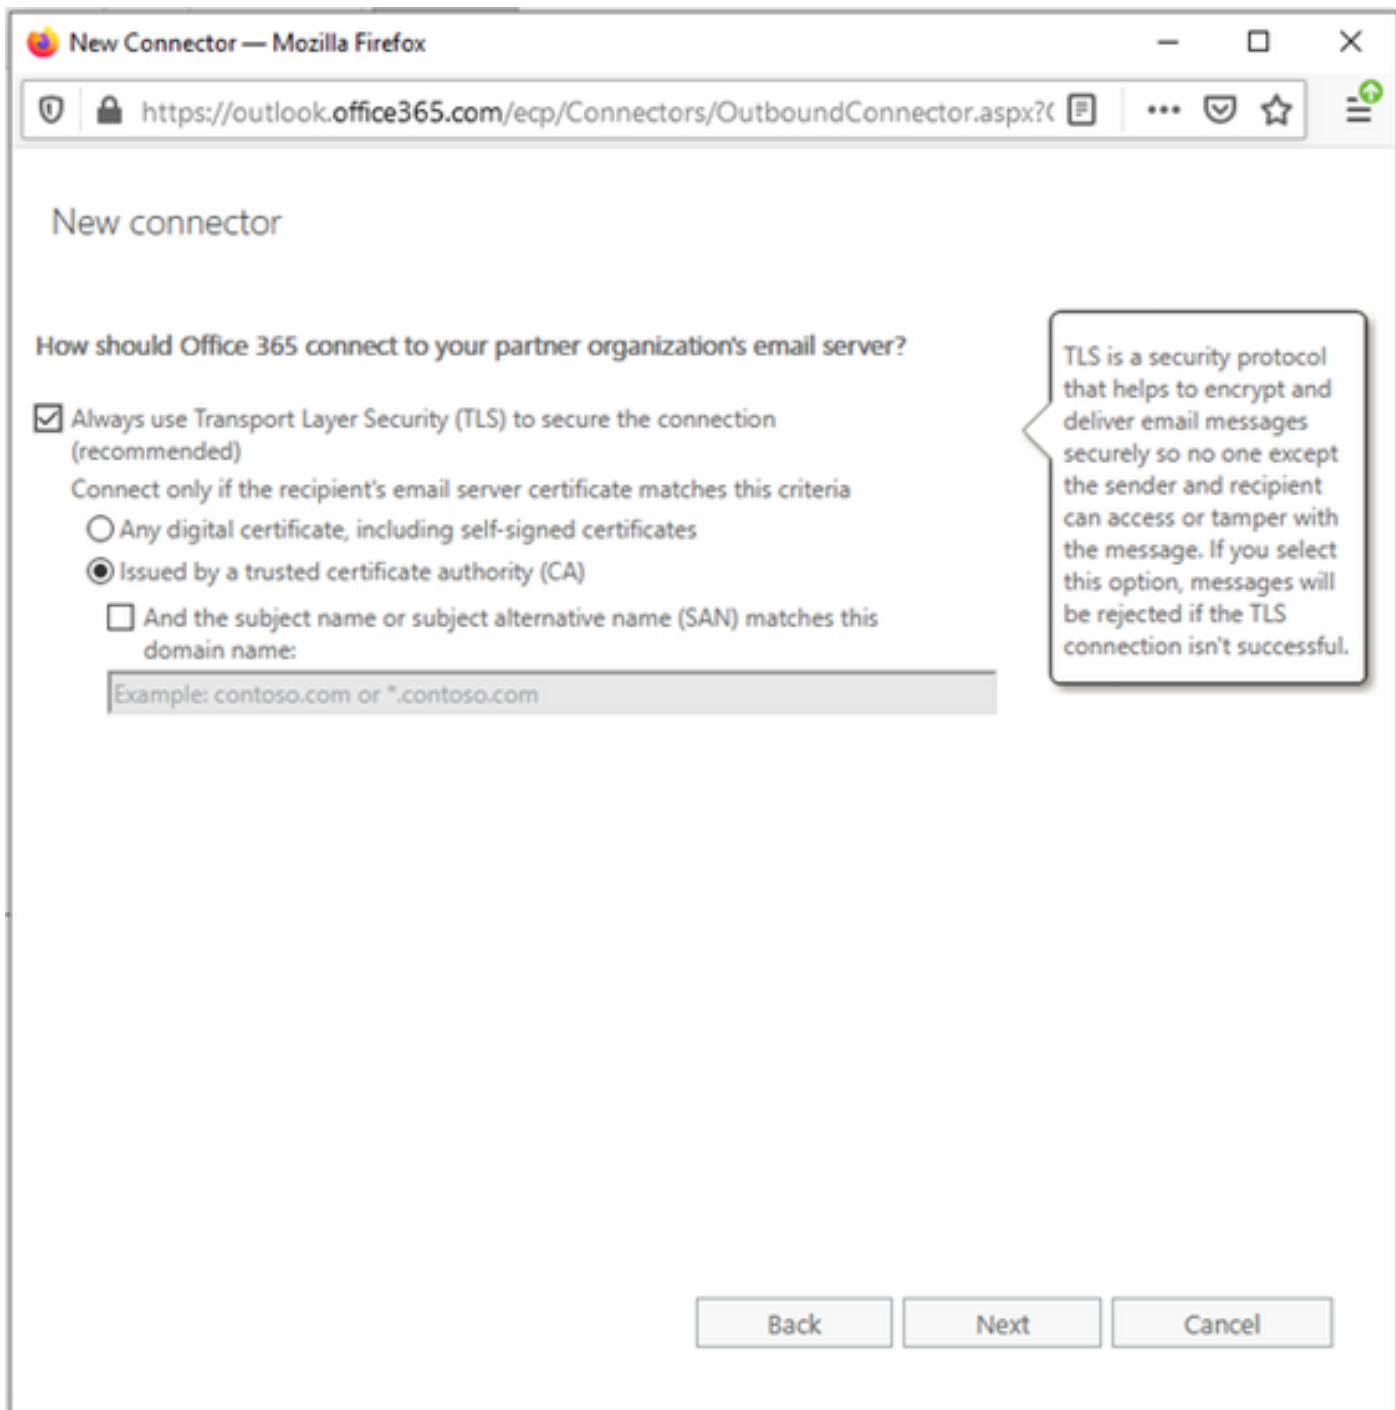 New Connector — Mozilla Firefox
https://outlook.office365.com/ecp/Connectors/OutboundConnector.aspx?(
New connector
How should Office 365 connect to your partner organization's email server?
Always use Transport Layer Security (TLS) to secure the connection
(recommended)
Connect only if the recipient's email server certificate matches this criteria
Any digital certificate, including self-signed certificates
Issued by a trusted certificate authority (CA)
And the subject name or subject alternative name (SAN) matches this
domain name:
Example: contoso.com or *.contoso.com
TLS is a security protocol
that helps to encrypt and
deliver email messages
securely so no one except
the sender and recipient
can access or tamper with
the message. If you select
this option, messages will
be rejected if the TLS
connection isn't successful.
Back
Next
Cancel